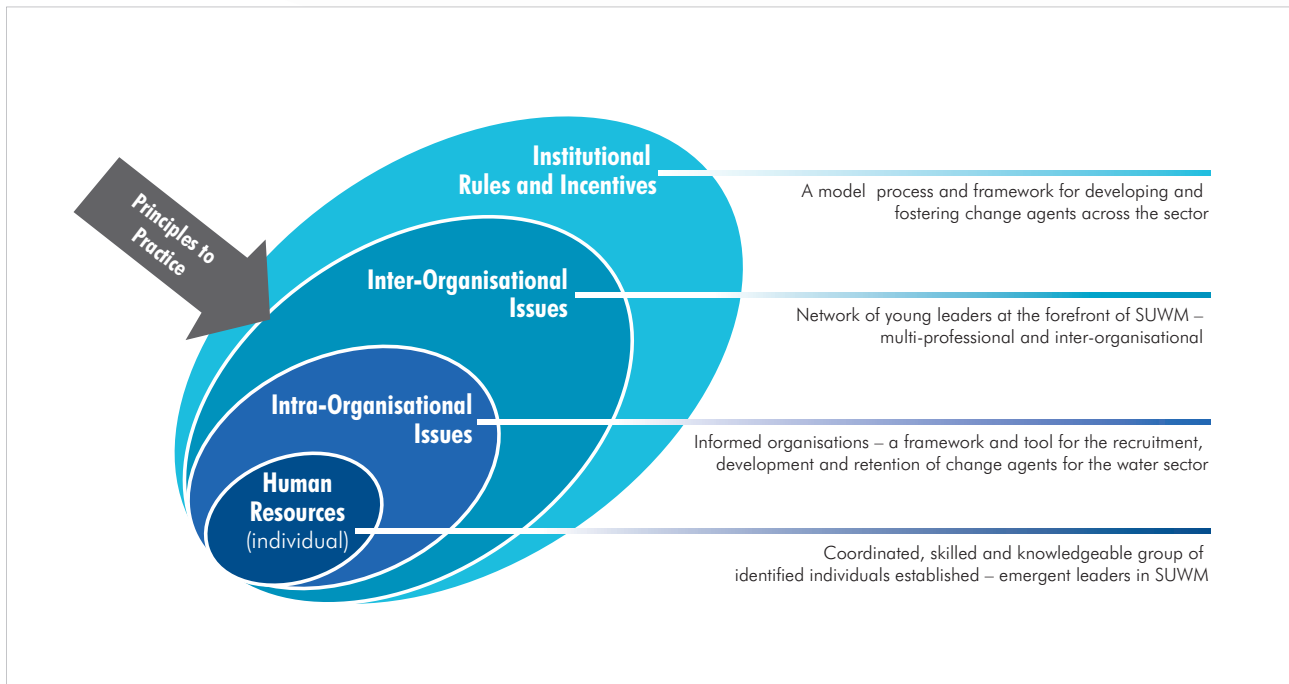 Principles to
Practice
Institutional
Rules and Incentives
A model process and framework for developing and
fostering change agents across the sector
Inter-Organisational
Issues
Network of young leaders at the forefront of SUWM –
multi-professional and inter-organisational
Intra-Organisational
Issues
Informed organisations – a framework and tool for the recruitment,
development and retention of change agents for the water sector
Human
Resources
(individual)
Coordinated, skilled and knowledgeable group of
identified individuals established – emergent leaders in SUWM